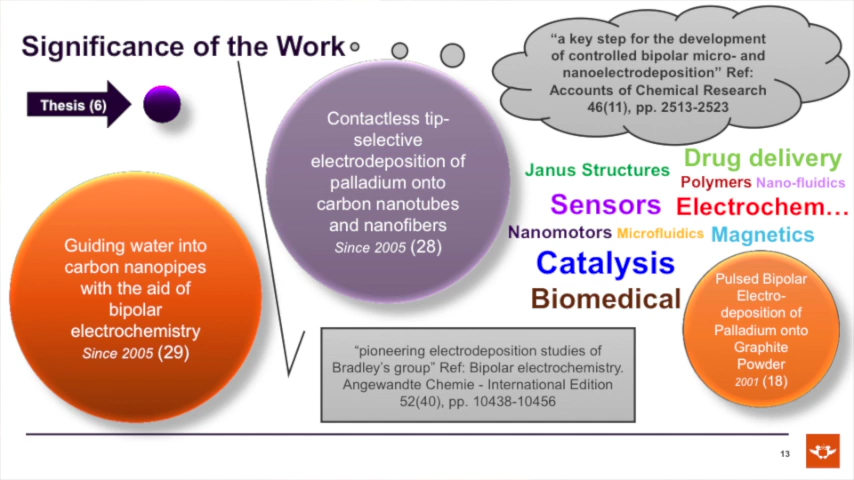 Significance of the Work
"a key step for the development
of controlled bipolar micro- and
nanoelectrodeposition" Ref:
Accounts of Chemical Research
46(11), pp. 2513-2523
Thesis (6)
Contactless tip-
selective
electrodeposition of
palladium onto
carbon nanotubes
and nanofibers
Since 2005 (28)
Janus Structures
Drug delivery
Polymers
Nano-fluidics
Sensors
Electrochem...
Nanomotors
Microfluidics
Magnetics
Catalysis
Biomedical
Guiding water into
carbon nanopipes
with the aid of
bipolar
electrochemistry
Since 2005 (29)
Pulsed Bipolar
Electro-
deposition of
Palladium onto
Graphite
Powder
2001 (18)
"pioneering electrodeposition studies of
Bradley's group" Ref: Bipolar electrochemistry.
Angewandte Chemie - International Edition
52(40), pp. 10438-10456
13